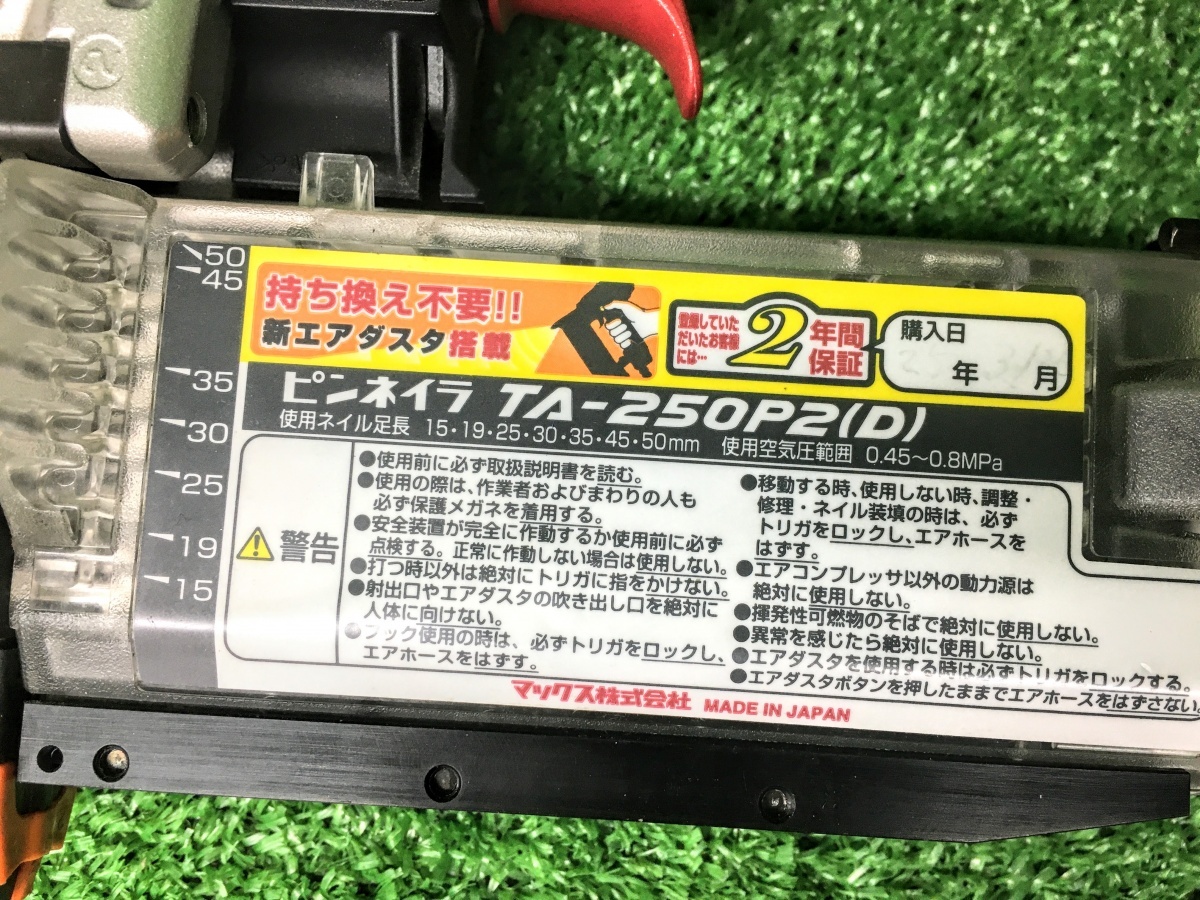 50
45
35
30
25
19
15
持ち換え不要!!
新エアダスタ搭載
登録していた
だいたお客様
には…
2年間
保証
購入日
年 月
ピンネイラ TA-250P2(D)
使用ネイル足長 15・19・25・30・35・45・50mm 使用空気圧範囲 0.45～0.8MPa
警告
●使用前に必ず取扱説明書を読む。
●使用の際は、作業者およびまわりの人も
必ず保護メガネを着用する。
●安全装置が完全に作動するか使用前に必ず
点検する。正常に作動しない場合は使用しない。
●打つ時以外は絶対にトリガに指をかけない。
●射出口やエアダスタの吹き出し口を絶対に
人体に向けない。
●フック使用の時は、必ずトリガをロックし、
エアホースをはずす。
●移動する時、使用しない時、調整・
修理・ネイル装填の時は、必ず
トリガをロックし、エアホースを
はずす。
●エアコンプレッサ以外の動力源は
絶対に使用しない。
●揮発性可燃物のそばで絶対に使用しない。
●異常を感じたら絶対に使用しない。
●エアダスタを使用する時は必ずトリガをロックする。
●エアダスタボタンを押したままでエアホースをはずさない。
マックス株式会社 MADE IN JAPAN